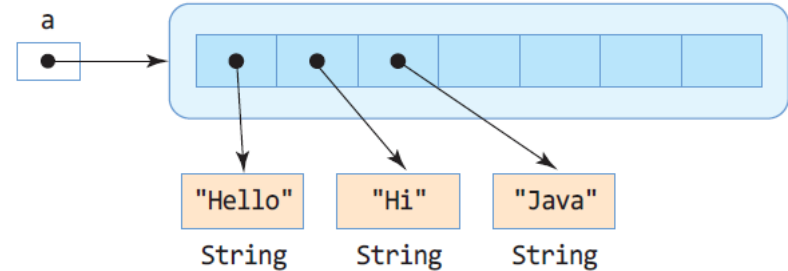 a
"Hello" "Hi" "Java"
String String String